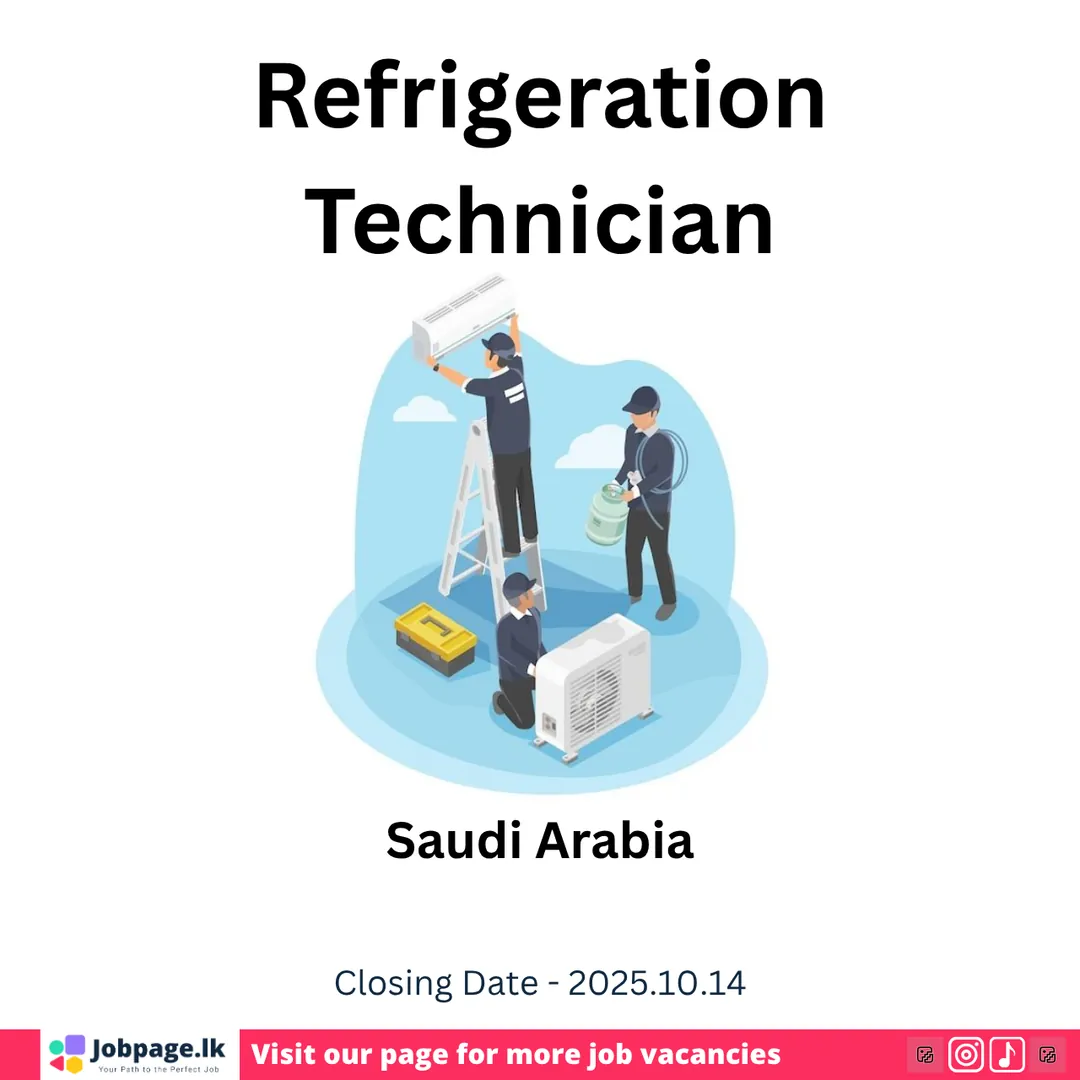 Refrigeration
Technician
Saudi Arabia
Closing Date - 2025.10.14
Jobpage.lk
Your Path to the Perfect Job
Visit our page for more job vacancies